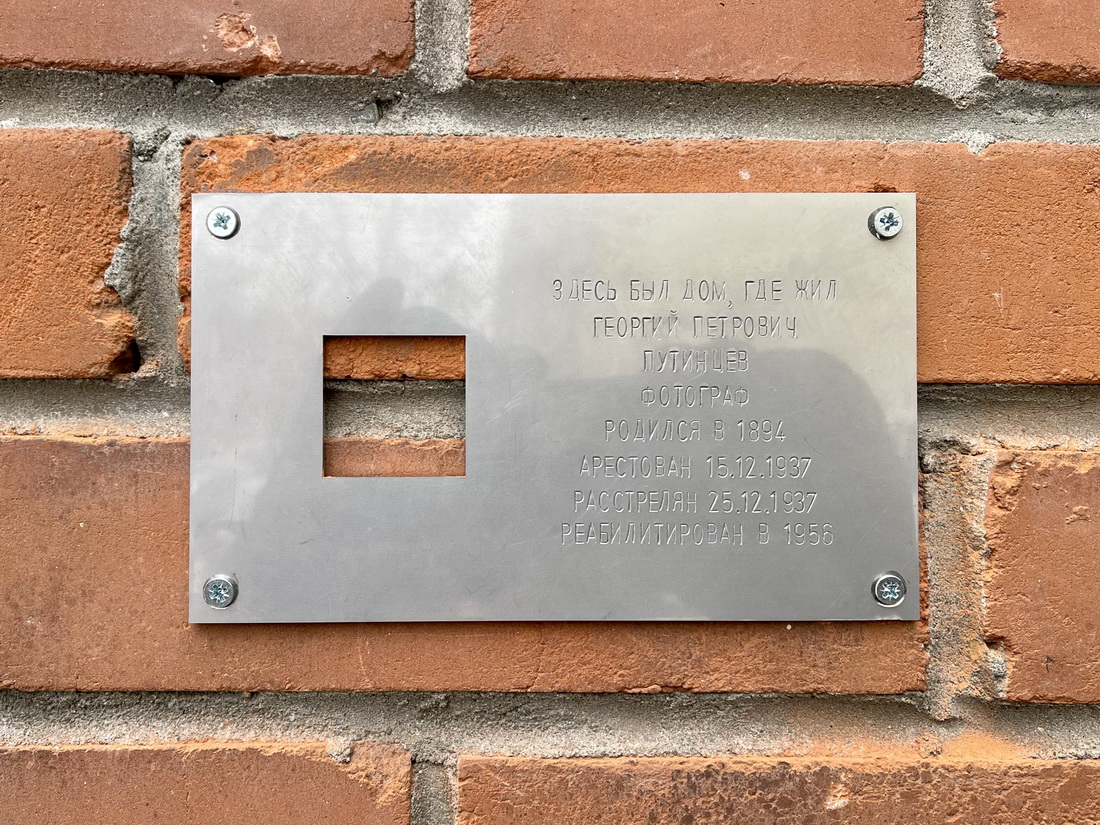 ЗДЕСЬ БЫЛ ДОМ, ГДЕ ЖИЛ
ГЕОРГИЙ ПЕТРОВИЧ
ПУТИНЦЕВ
ФОТОГРАФ
РОДИЛСЯ В 1894
АРЕСТОВАН 15.12.1937
РАССТРЕЛЯН 25.12.1937
РЕАБИЛИТИРОВАН В 1956